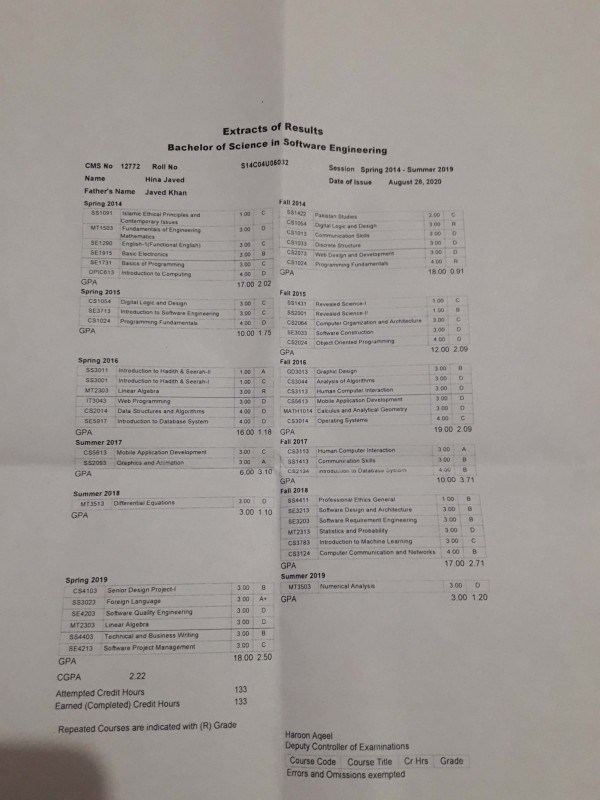 Extracts of Results
Bachelor of Science in Software Engineering
CMS No 12772 Roll No S14C04U06032
Session Spring 2014 - Summer 2019
Name Hina Javed
Date of Issue August 28, 2020
Father's Name Javed Khan
Spring 2014
SS1091 Islamic Ethical Principles and Contemporary Issues 1.00 C
MT1503 Fundamentals of Engineering Mathematics 3.00 D
SE1290 English-1(Functional English) 3.00 C
SE1915 Basic Electronics 3.00 B
SE1731 Basics of Programming 3.00 C
DPIC613 Introduction to Computing 4.00 D
GPA 17.00 2.02
Fall 2014
SS1422 Pakistan Studies 2.00 C
CS1054 Digital Logic and Design 3.00 R
CS1013 Communication Skills 3.00 D
CS1033 Discrete Structure 3.00 D
CS2073 Web Design and Development 3.00 D
CS1024 Programming Fundamentals 4.00 R
GPA 18.00 0.91
Spring 2015
CS1054 Digital Logic and Design 3.00 C
SE3713 Introduction to Software Engineering 3.00 C
CS1024 Programming Fundamentals 4.00 D
GPA 10.00 1.75
Fall 2015
SS1431 Revealed Science-I 1.00 C
SS2001 Revealed Science-II 1.00 B
CS2064 Computer Organization and Architecture 3.00 C
SE3033 Software Construction 3.00 D
CS2024 Object Oriented Programming 4.00 D
GPA 12.00 2.09
Spring 2016
SS3011 Introduction to Hadith & Seerah-II 1.00 A
SS3001 Introduction to Hadith & Seerah-I 1.00 C
MT2303 Linear Algebra 3.00 R
IT3043 Web Programming 3.00 D
CS2014 Data Structures and Algorithms 4.00 D
SE5917 Introduction to Database System 4.00 D
GPA 16.00 1.18
Fall 2016
GD3013 Graphic Design 3.00 B
CS3044 Analysis of Algorithms 3.00 D
CS3113 Human Computer Interaction 3.00 D
CS5613 Mobile Application Development 3.00 D
MATH1014 Calculus and Analytical Geometry 3.00 D
CS3014 Operating Systems 4.00 C
GPA 19.00 2.09
Summer 2017
CS5613 Mobile Application Development 3.00 C
SS2093 Graphics and Animation 3.00 A
GPA 6.00 3.10
Fall 2017
CS3113 Human Computer Interaction 3.00 A
SS1413 Communication Skills 3.00 B
CS2134 Introduction to Database System 4.00 B
GPA 10.00 3.71
Summer 2018
MT3513 Differential Equations 3.00 D
GPA 3.00 1.10
Fall 2018
SS4411 Professional Ethics General 1.00 B
SE3213 Software Design and Architecture 3.00 B
SE3203 Software Requirement Engineering 3.00 B
MT2313 Statistics and Probability 3.00 D
CS3783 Introduction to Machine Learning 3.00 C
CS3124 Computer Communication and Networks 4.00 B
GPA 17.00 2.71
Spring 2019
CS4103 Senior Design Project-I 3.00 B
SS3023 Foreign Language 3.00 A+
SE4203 Software Quality Engineering 3.00 D
MT2303 Linear Algebra 3.00 D
SS4403 Technical and Business Writing 3.00 B
SE4213 Software Project Management 3.00 C
GPA 18.00 2.50
Summer 2019
MT3503 Numerical Analysis 3.00 D
GPA 3.00 1.20
CGPA 2.22
Attempted Credit Hours 133
Earned (Completed) Credit Hours 133
Repeated Courses are indicated with (R) Grade
Haroon Aqeel
Deputy Controller of Examinations
Course Code Course Title Cr Hrs Grade
Errors and Omissions exempted